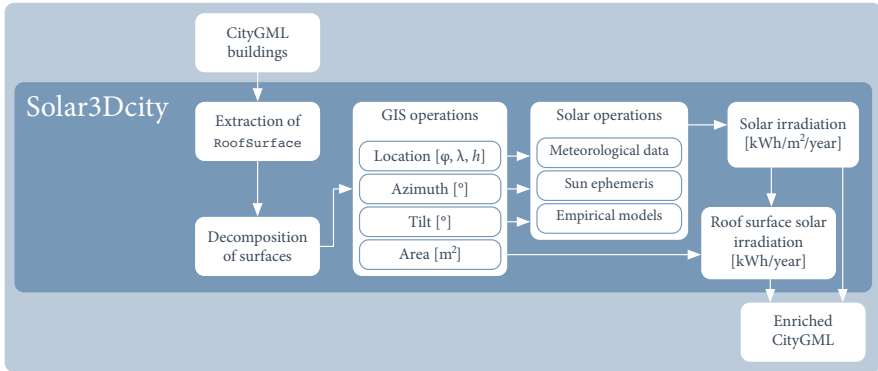 CityGML
buildings
Solar3Dcity
Extraction of
RoofSurface
Decomposition
of surfaces
GIS operations
Location [φ, λ, h]
Azimuth [°]
Tilt [°]
Area [m²]
Solar operations
Meteorological data
Sun ephemeris
Empirical models
Solar irradiation
[kWh/m²/year]
Roof surface solar
irradiation
[kWh/year]
Enriched
CityGML